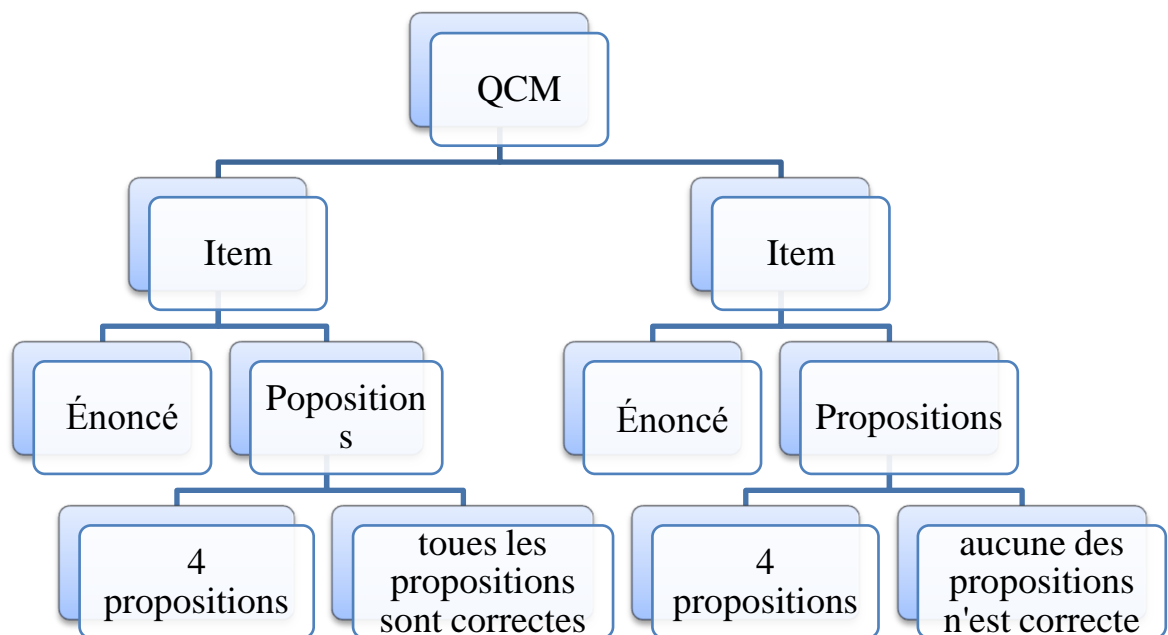 QCM
Item
Item
Énoncé
Poposition
s
Énoncé
Propositions
4
propositions
toues les
propositions
sont correctes
4
propositions
aucune des
propositions
n'est correcte